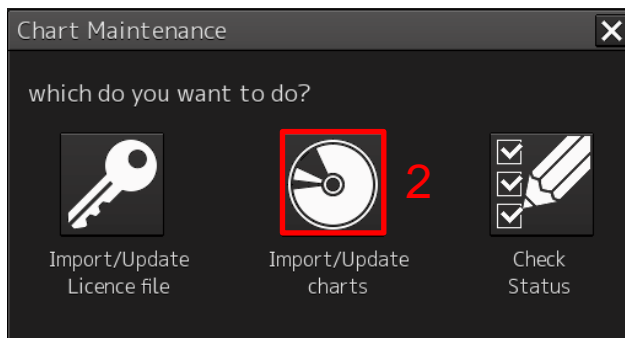 Chart Maintenance
which do you want to do?
2
Import/Update
Licence file
Import/Update
charts
Check
Status